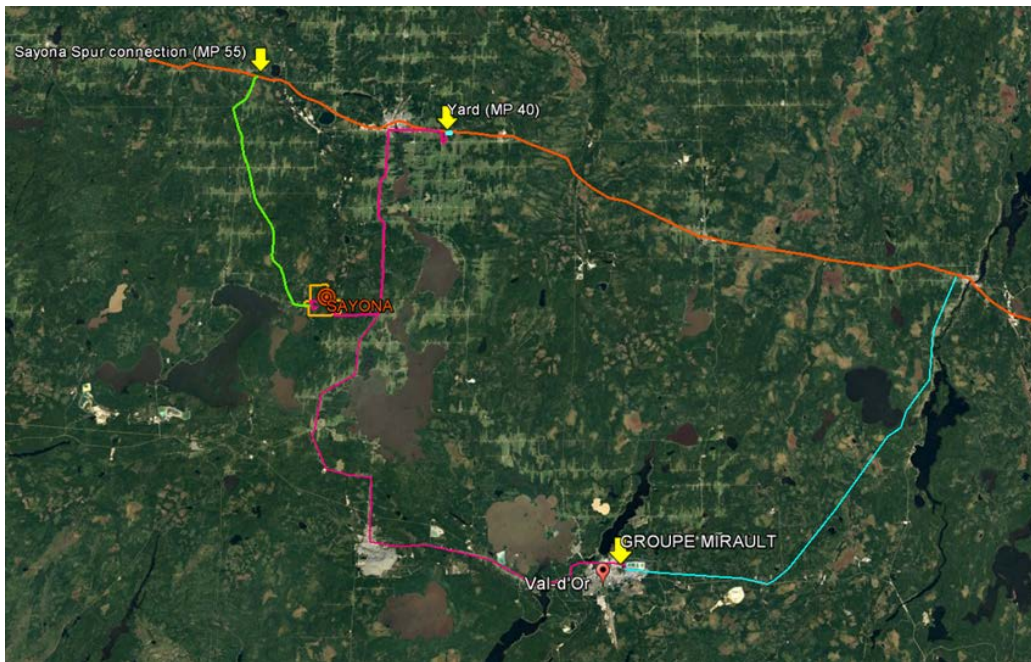 Sayona Spur connection (MP 55)
Yard (MP 40)
SAYONA
GROUPE MIRAULT
Val-d'Or